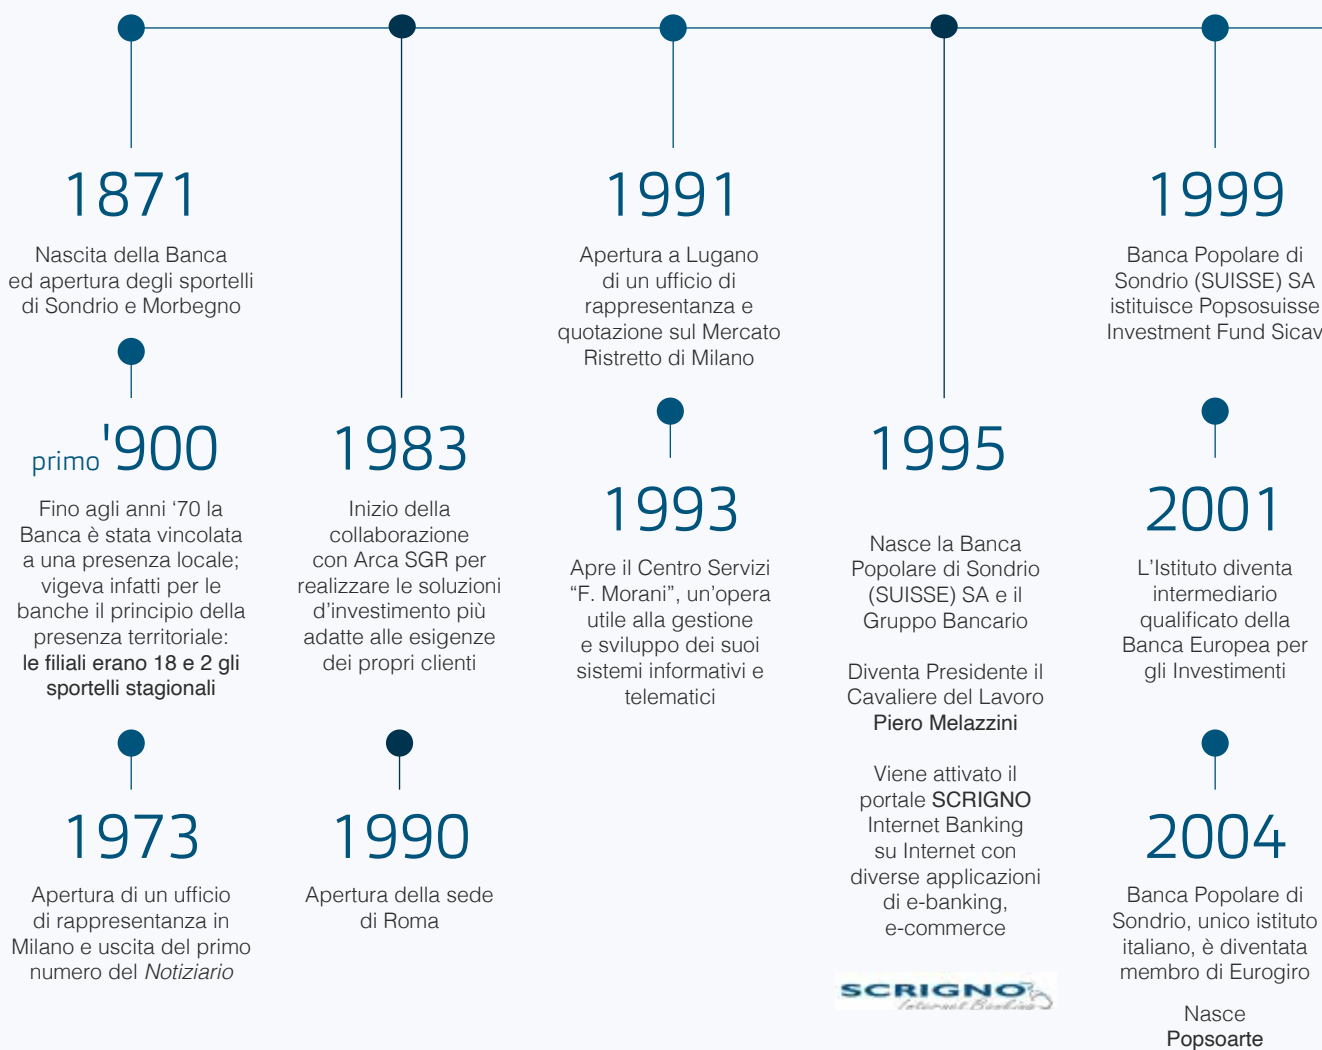 1871
Nascita della Banca
ed apertura degli sportelli
di Sondrio e Morbegno
primo '900
Fino agli anni ‘70 la
Banca è stata vincolata
a una presenza locale;
vigeva infatti per le
banche il principio della
presenza territoriale:
le filiali erano 18 e 2 gli
sportelli stagionali
1973
Apertura di un ufficio
di rappresentanza in
Milano e uscita del primo
numero del Notiziario
1983
Inizio della
collaborazione
con Arca SGR per
realizzare le soluzioni
d’investimento più
adatte alle esigenze
dei propri clienti
1990
Apertura della sede
di Roma
1991
Apertura a Lugano
di un ufficio di
rappresentanza e
quotazione sul Mercato
Ristretto di Milano
1993
Apre il Centro Servizi
“F. Morani”, un’opera
utile alla gestione
e sviluppo dei suoi
sistemi informativi e
telematici
1995
Nasce la Banca
Popolare di Sondrio
(SUISSE) SA e il
Gruppo Bancario
Diventa Presidente il
Cavaliere del Lavoro
Piero Melazzini
Viene attivato il
portale SCRIGNO
Internet Banking
su Internet con
diverse applicazioni
di e-banking,
e-commerce
SCRIGNO
Internet Banking
1999
Banca Popolare di
Sondrio (SUISSE) SA
istituisce Popsosuisse
Investment Fund Sicav
2001
L’Istituto diventa
intermediario
qualificato della
Banca Europea per
gli Investimenti
2004
Banca Popolare di
Sondrio, unico istituto
italiano, è diventata
membro di Eurogiro
Nasce
Popsoarte